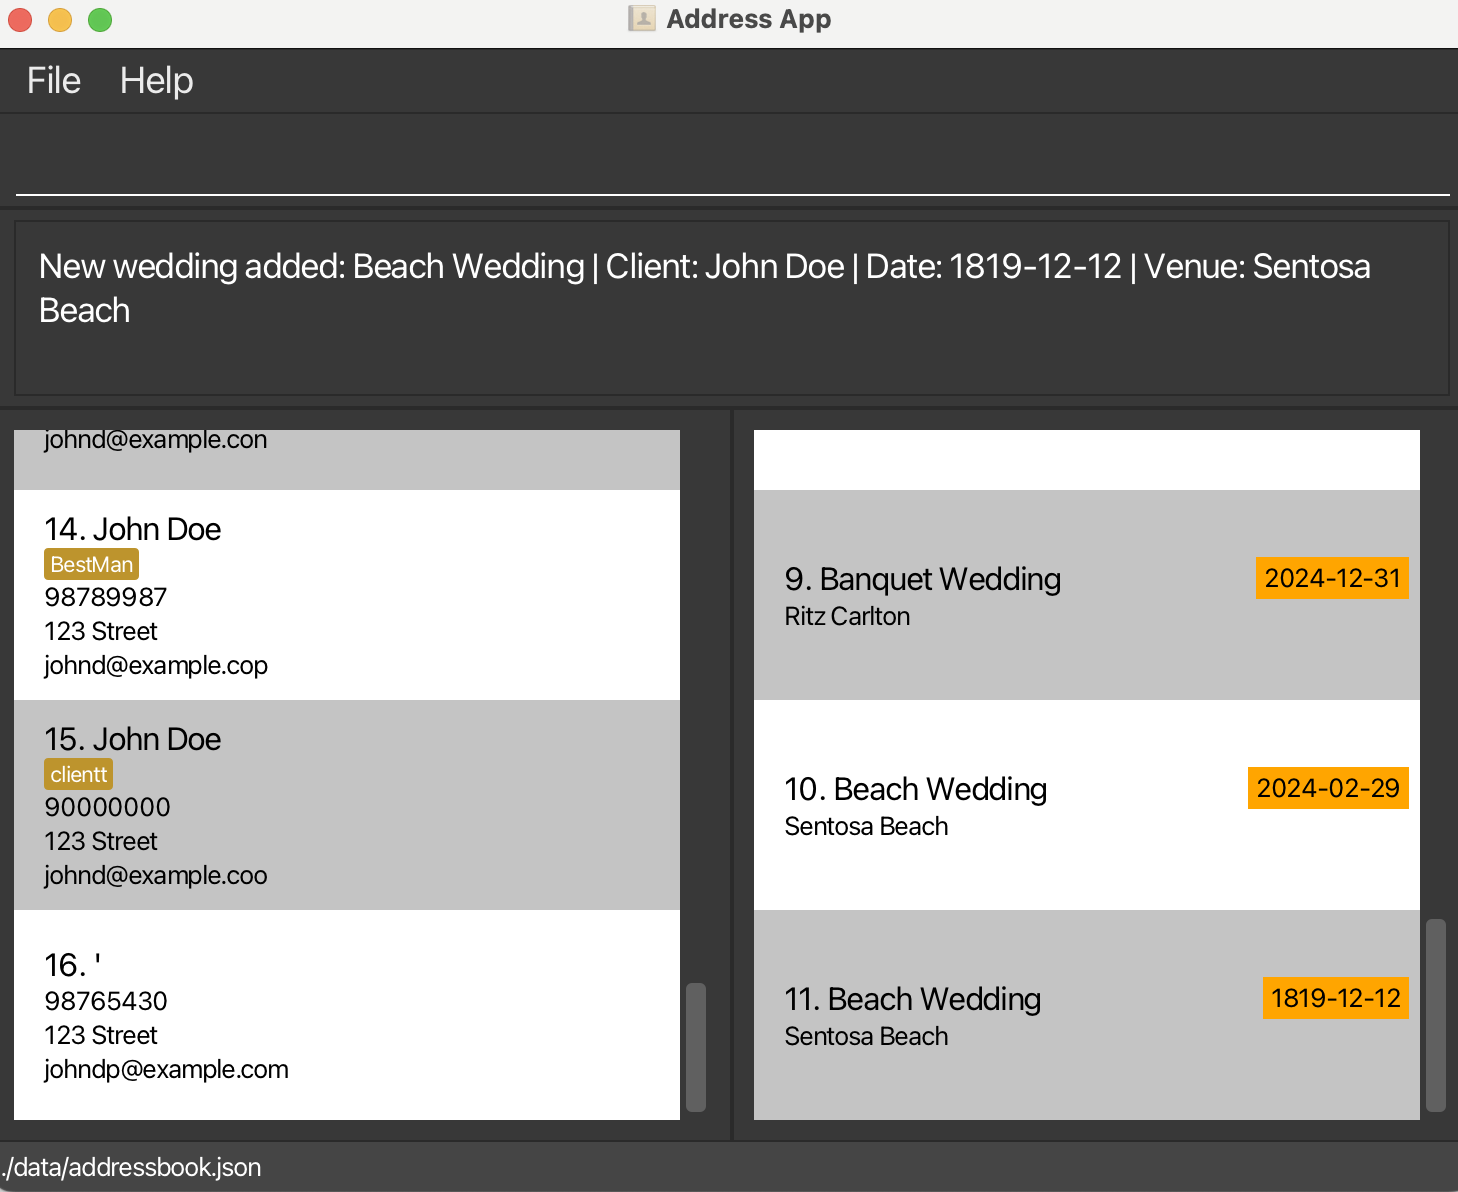 Address App
File Help
New wedding added: Beach Wedding | Client: John Doe | Date: 1819-12-12 | Venue: Sentosa
Beach
johnd@example.con
14. John Doe
BestMan
98789987
123 Street
johnd@example.cop
15. John Doe
clientt
90000000
123 Street
johnd@example.coo
16. '
98765430
123 Street
johndp@example.com
9. Banquet Wedding
2024-12-31
Ritz Carlton
10. Beach Wedding
2024-02-29
Sentosa Beach
11. Beach Wedding
1819-12-12
Sentosa Beach
./data/addressbook.json